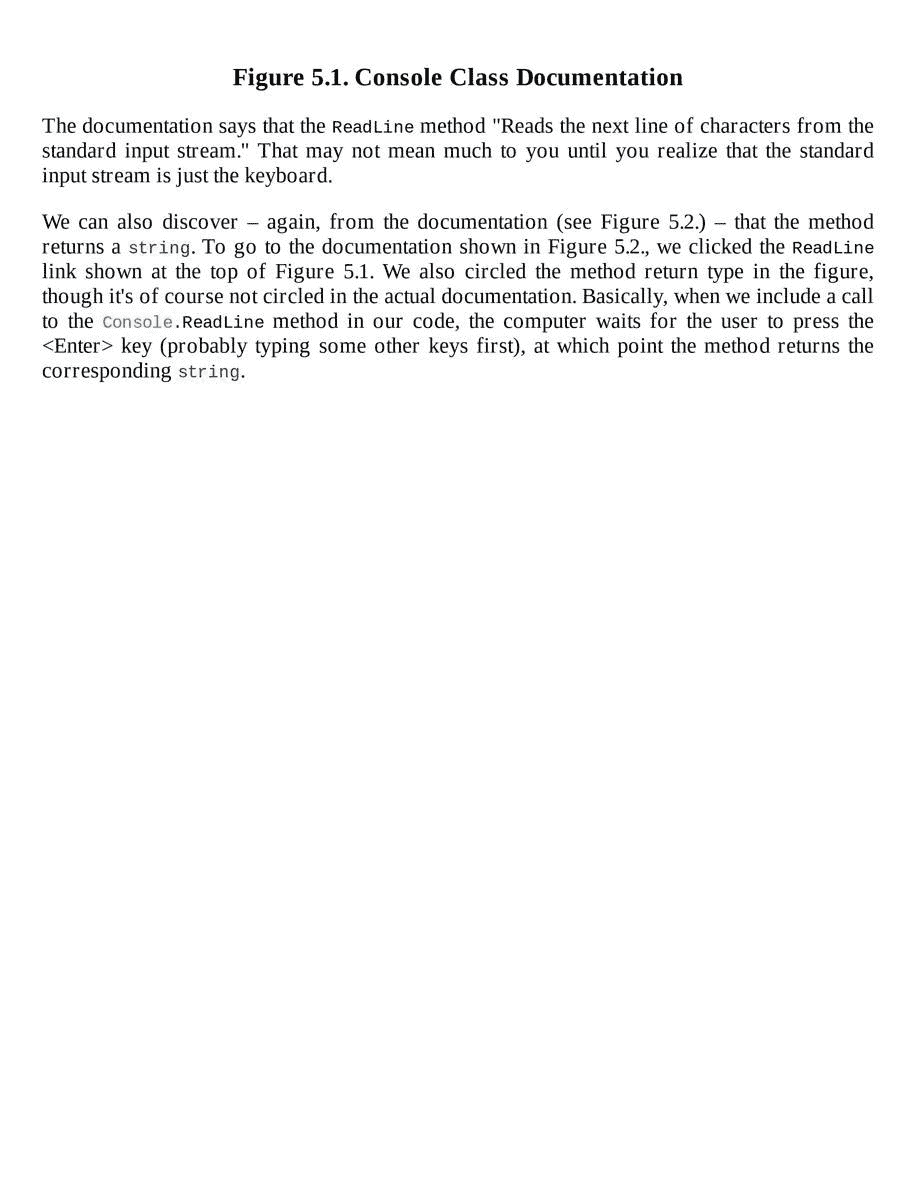 Figure 5.1. Console Class Documentation
The documentation says that the ReadLine method "Reads the next line of characters from the
standard input stream." That may not mean much to you until you realize that the standard
input stream is just the keyboard.
We can also discover – again, from the documentation (see Figure 5.2.) – that the method
returns a string. To go to the documentation shown in Figure 5.2., we clicked the ReadLine
link shown at the top of Figure 5.1. We also circled the method return type in the figure,
though it's of course not circled in the actual documentation. Basically, when we include a call
to the Console.ReadLine method in our code, the computer waits for the user to press the
<Enter> key (probably typing some other keys first), at which point the method returns the
corresponding string.